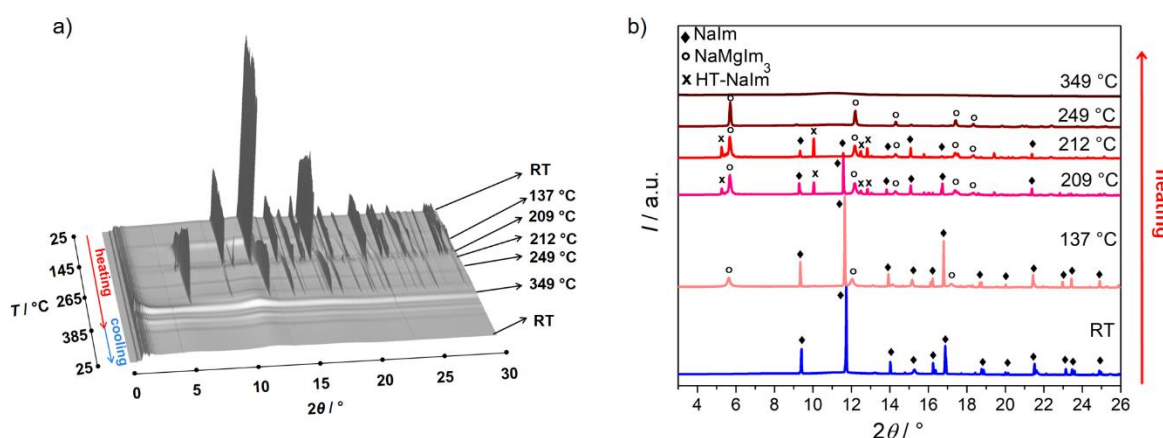 a)
RT
137 °C
209 °C
212 °C
249 °C
349 °C
RT
25
145
265
385
25
T / °C
heating
cooling
0
5
10
15
20
25
30
2θ / °
b)
NaIm
NaMgIm3
HT-NaIm
349 °C
249 °C
212 °C
209 °C
137 °C
RT
I / a.u.
heating
4 6 8 10 12 14 16 18 20 22 24 26
2θ / °